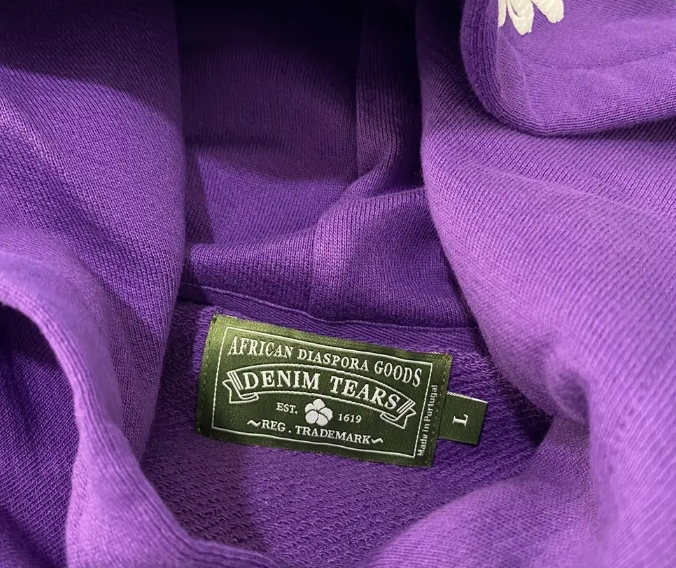 AFRICAN DIASPORA GOODS
DENIM TEARS
EST. 1619
~REG. TRADEMARK~
Made in Portugal
L